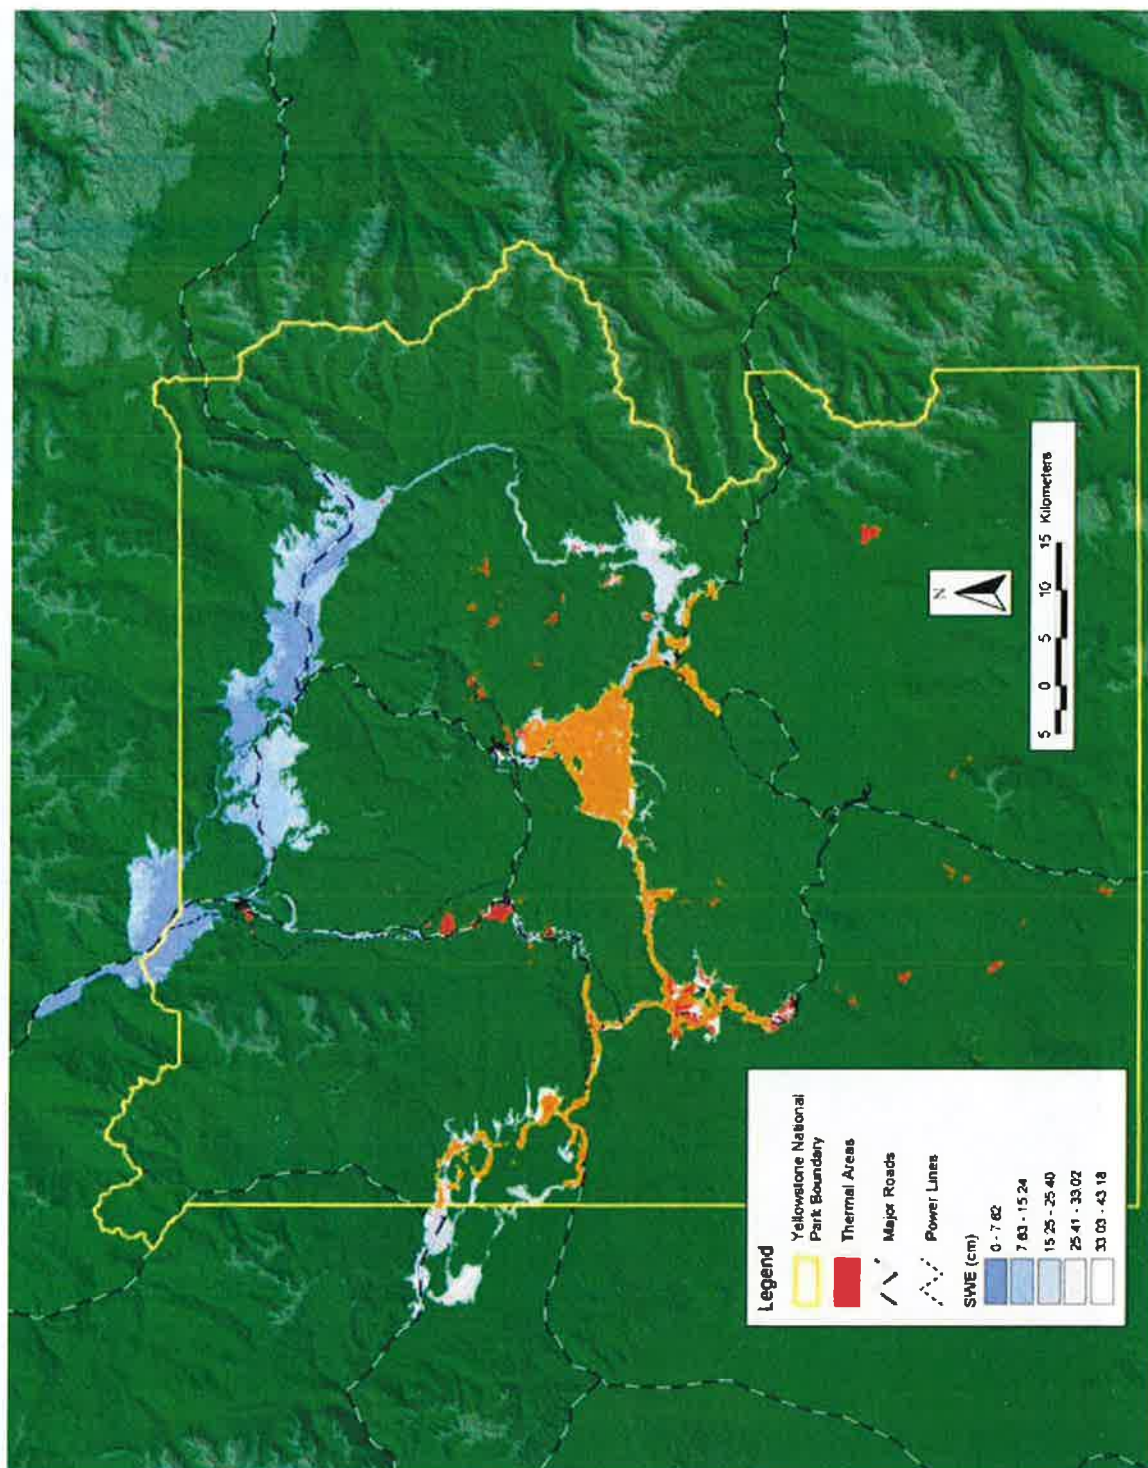 Legend
Yellowstone National
Park Boundary
Thermal Areas
Major Roads
Power Lines
SWE (cm)
0 - 7 62
7 63 - 15 24
15 25 - 25 40
25 41 - 33 02
33 03 - 43 18
N
5 0 5 10 15 Kilometers